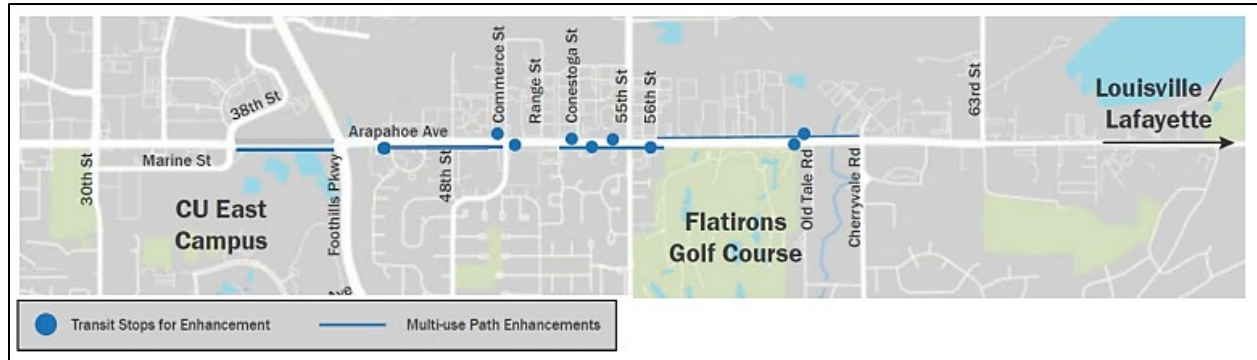 Commerce St
Range St
Conestoga St
55th St
56th St
63rd St
Louisville /
Lafayette
38th St
Arapahoe Ave
Marine St
30th St
CU East
Campus
Foothills Pkwy
48th St
Flatirons
Golf Course
Old Tale Rd
Cherryvale Rd
Ave
Transit Stops for Enhancement
Multi-use Path Enhancements